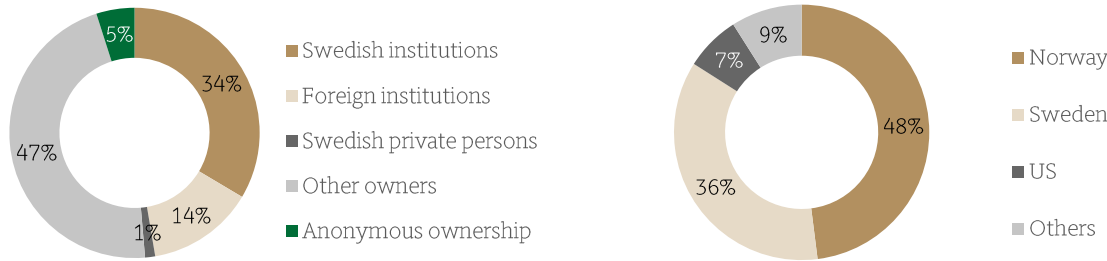 5%
34%
47%
14%
1%
Swedish institutions
Foreign institutions
Swedish private persons
Other owners
Anonymous ownership
9%
7%
48%
36%
Norway
Sweden
US
Others